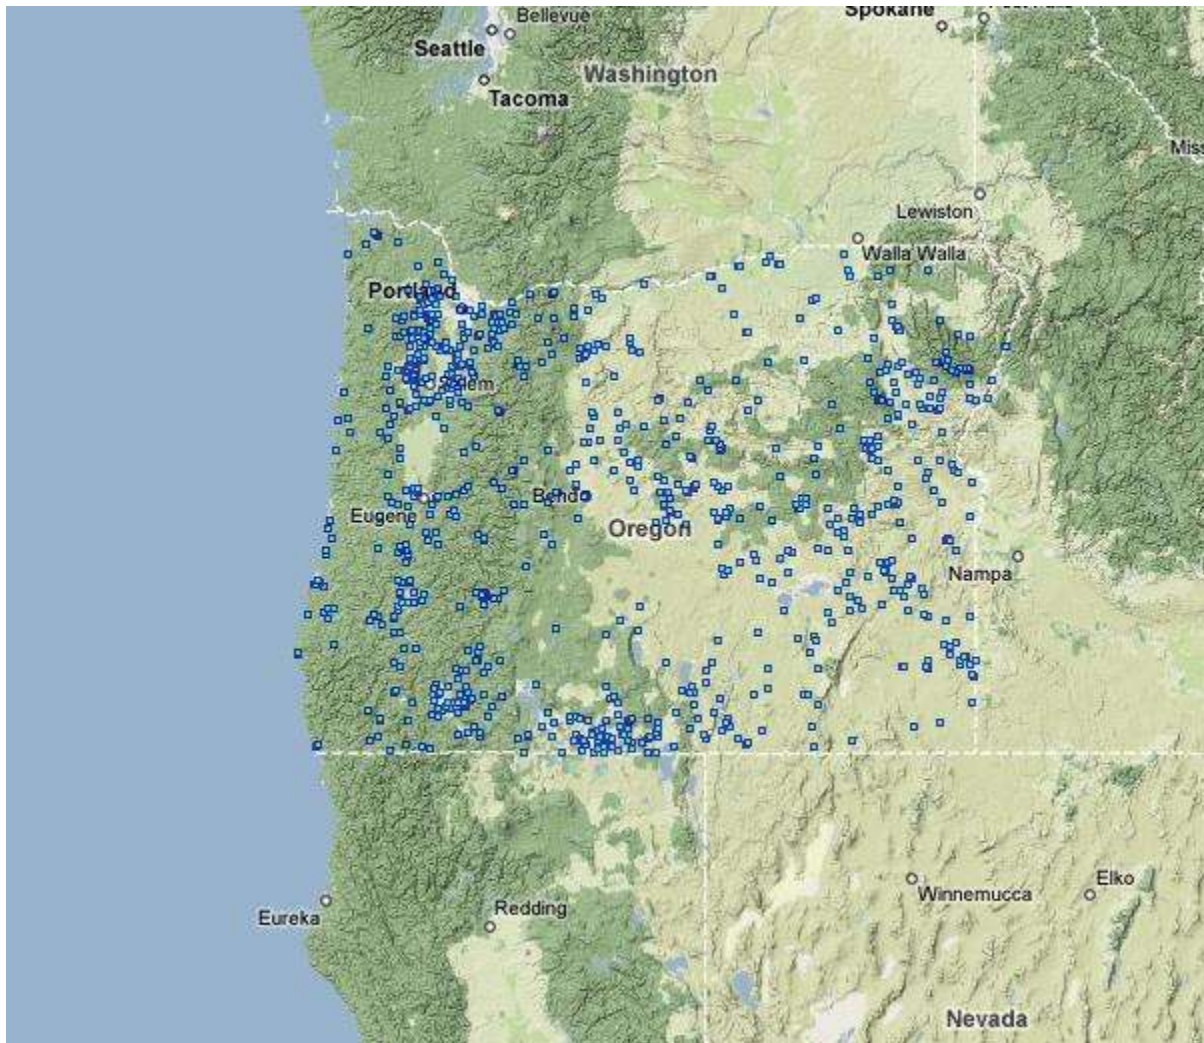 Bellevue
Spokane
Seattle
Washington
Tacoma
Lewiston
Walla Walla
Portland
Salem
Bend
Eugene
Oregon
Nampa
Winnemucca
Elko
Eureka
Redding
Nevada